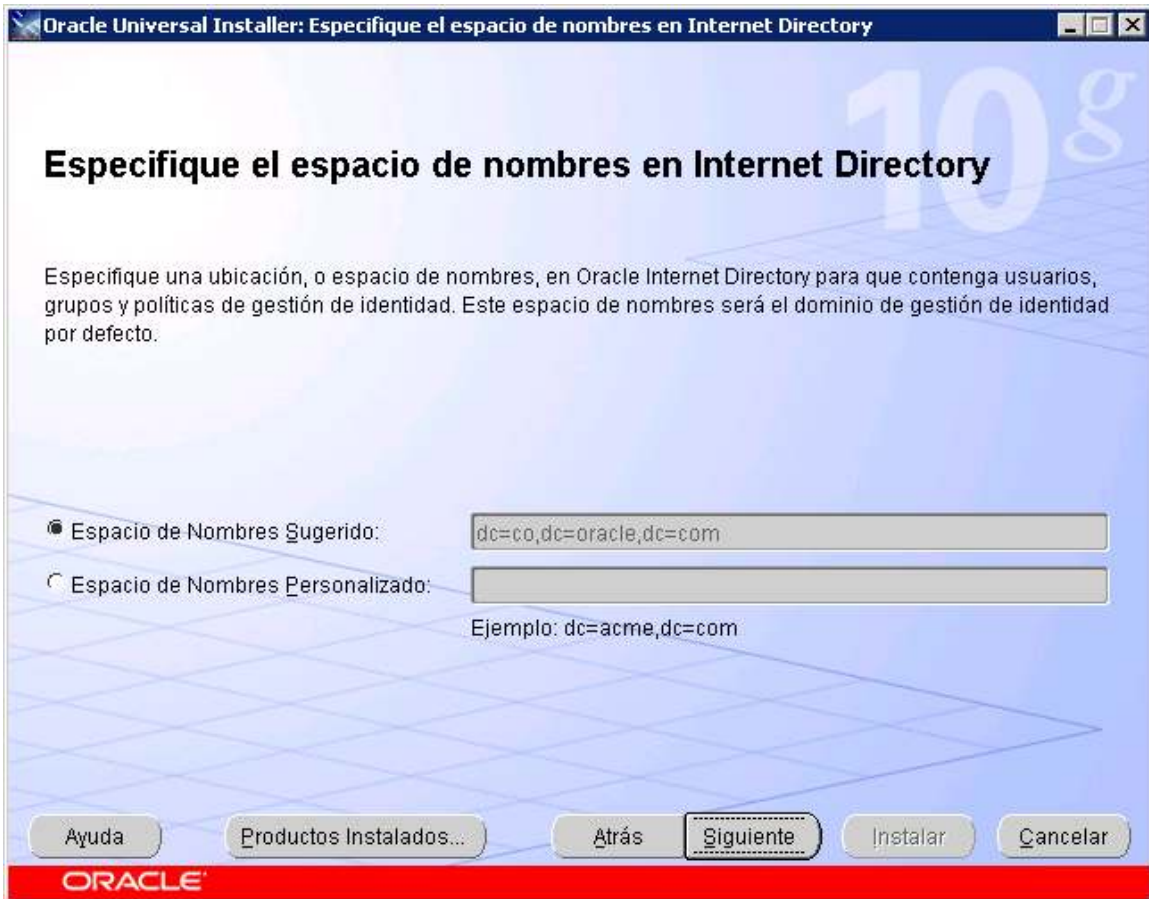 Oracle Universal Installer: Especifique el espacio de nombres en Internet Directory
10g
Especifique el espacio de nombres en Internet Directory
Especifique una ubicación, o espacio de nombres, en Oracle Internet Directory para que contenga usuarios,
grupos y políticas de gestión de identidad. Este espacio de nombres será el dominio de gestión de identidad
por defecto.
Espacio de Nombres Sugerido: dc=co,dc=oracle,dc=com
Espacio de Nombres Personalizado:
Ejemplo: dc=acme,dc=com
Ayuda Productos Instalados... Atrás Siguiente Instalar Cancelar
ORACLE